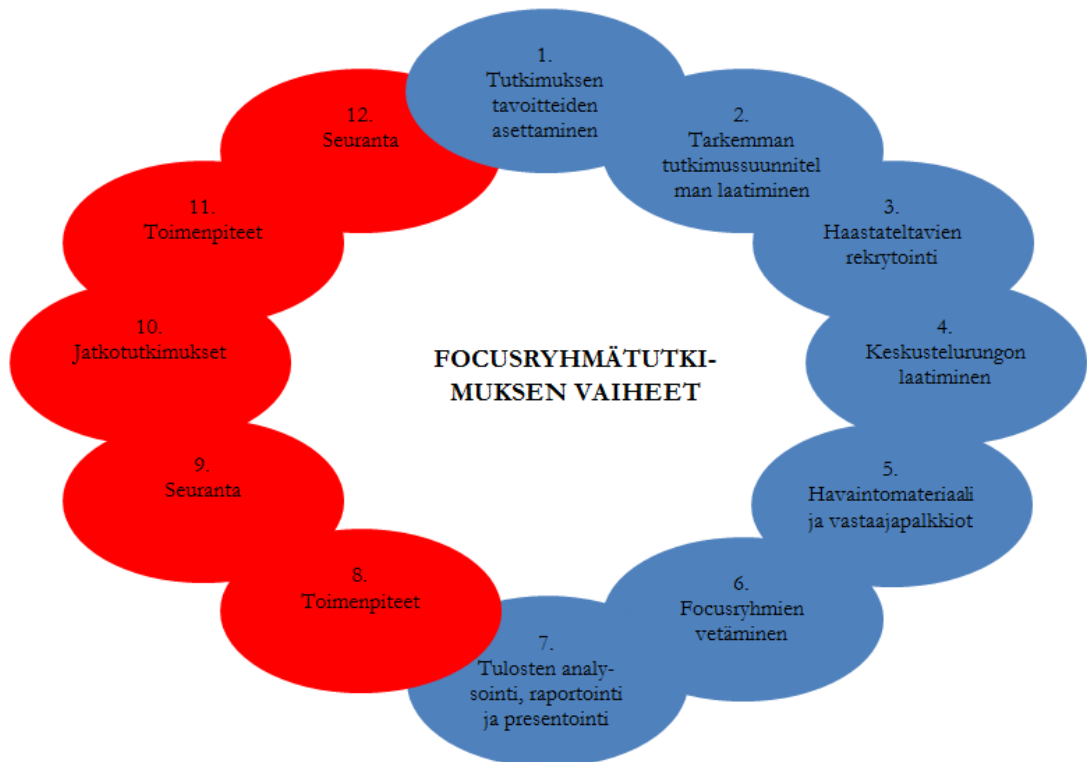 1.
Tutkimuksen
tavoitteiden
asettaminen
2.
Tarkemman
tutkimussuunnitel
man laatiminen
3.
Haastateltavien
rekrytointi
4.
Keskustelurungon
laatiminen
5.
Havaintomateriaali
ja vastaajapalkkiot
6.
Focusryhmien
vetäminen
7.
Tulosten analy-
sointi, raportointi
ja presentointi
8.
Toimenpiteet
9.
Seuranta
10.
Jatkotutkimukset
11.
Toimenpiteet
12.
Seuranta
FOCUSRYHMÄTUTKI-
MUKSEN VAIHEET